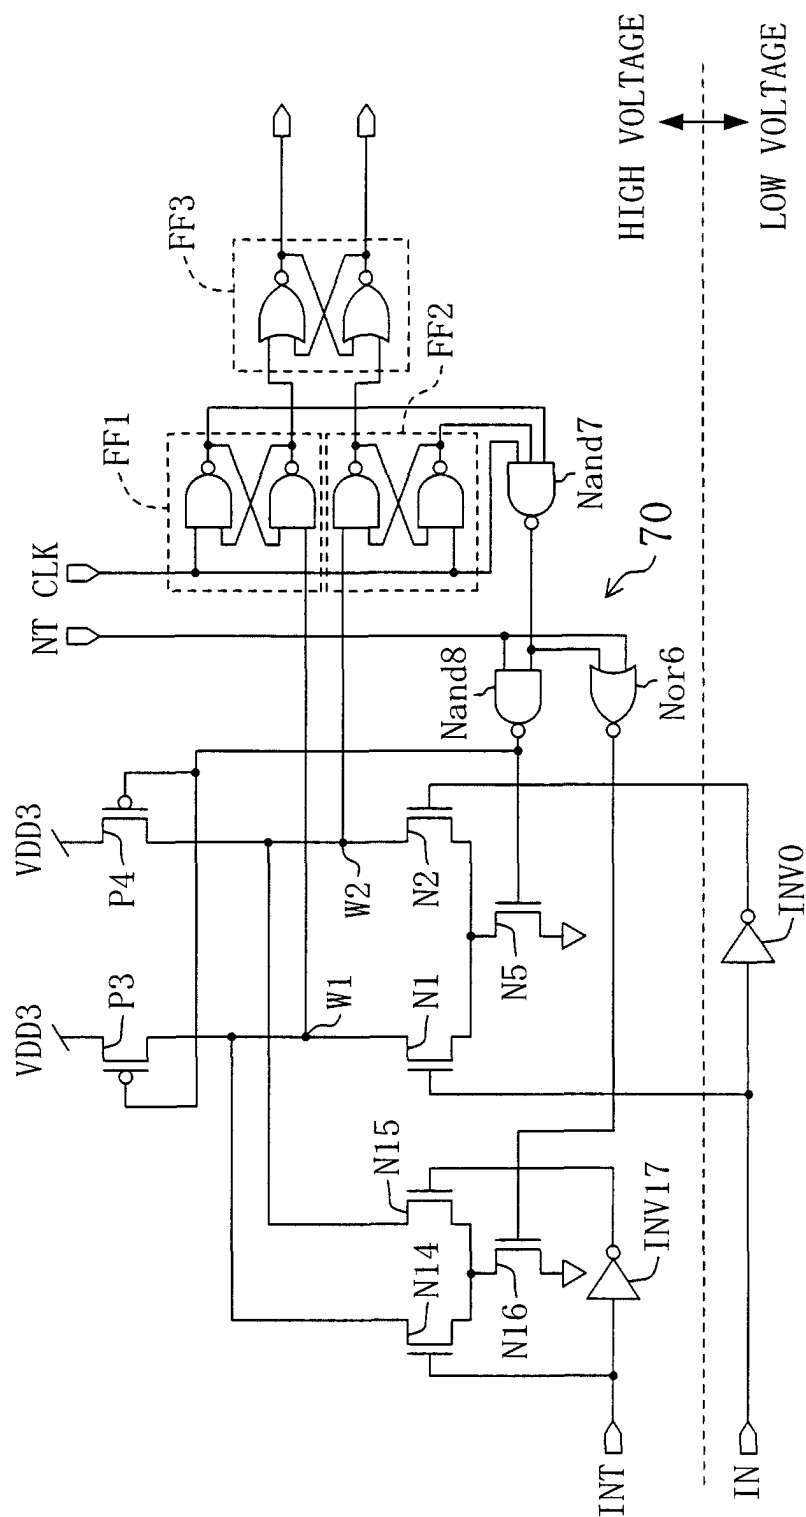 VDD3
VDD3
NT
CLK
P3
P4
FF1
FF3
W1
W2
FF2
N14
N15
N1
N2
N16
N5
Nand8
Nand7
Nor6
70
INT
INV17
INV0
IN
HIGH VOLTAGE
LOW VOLTAGE